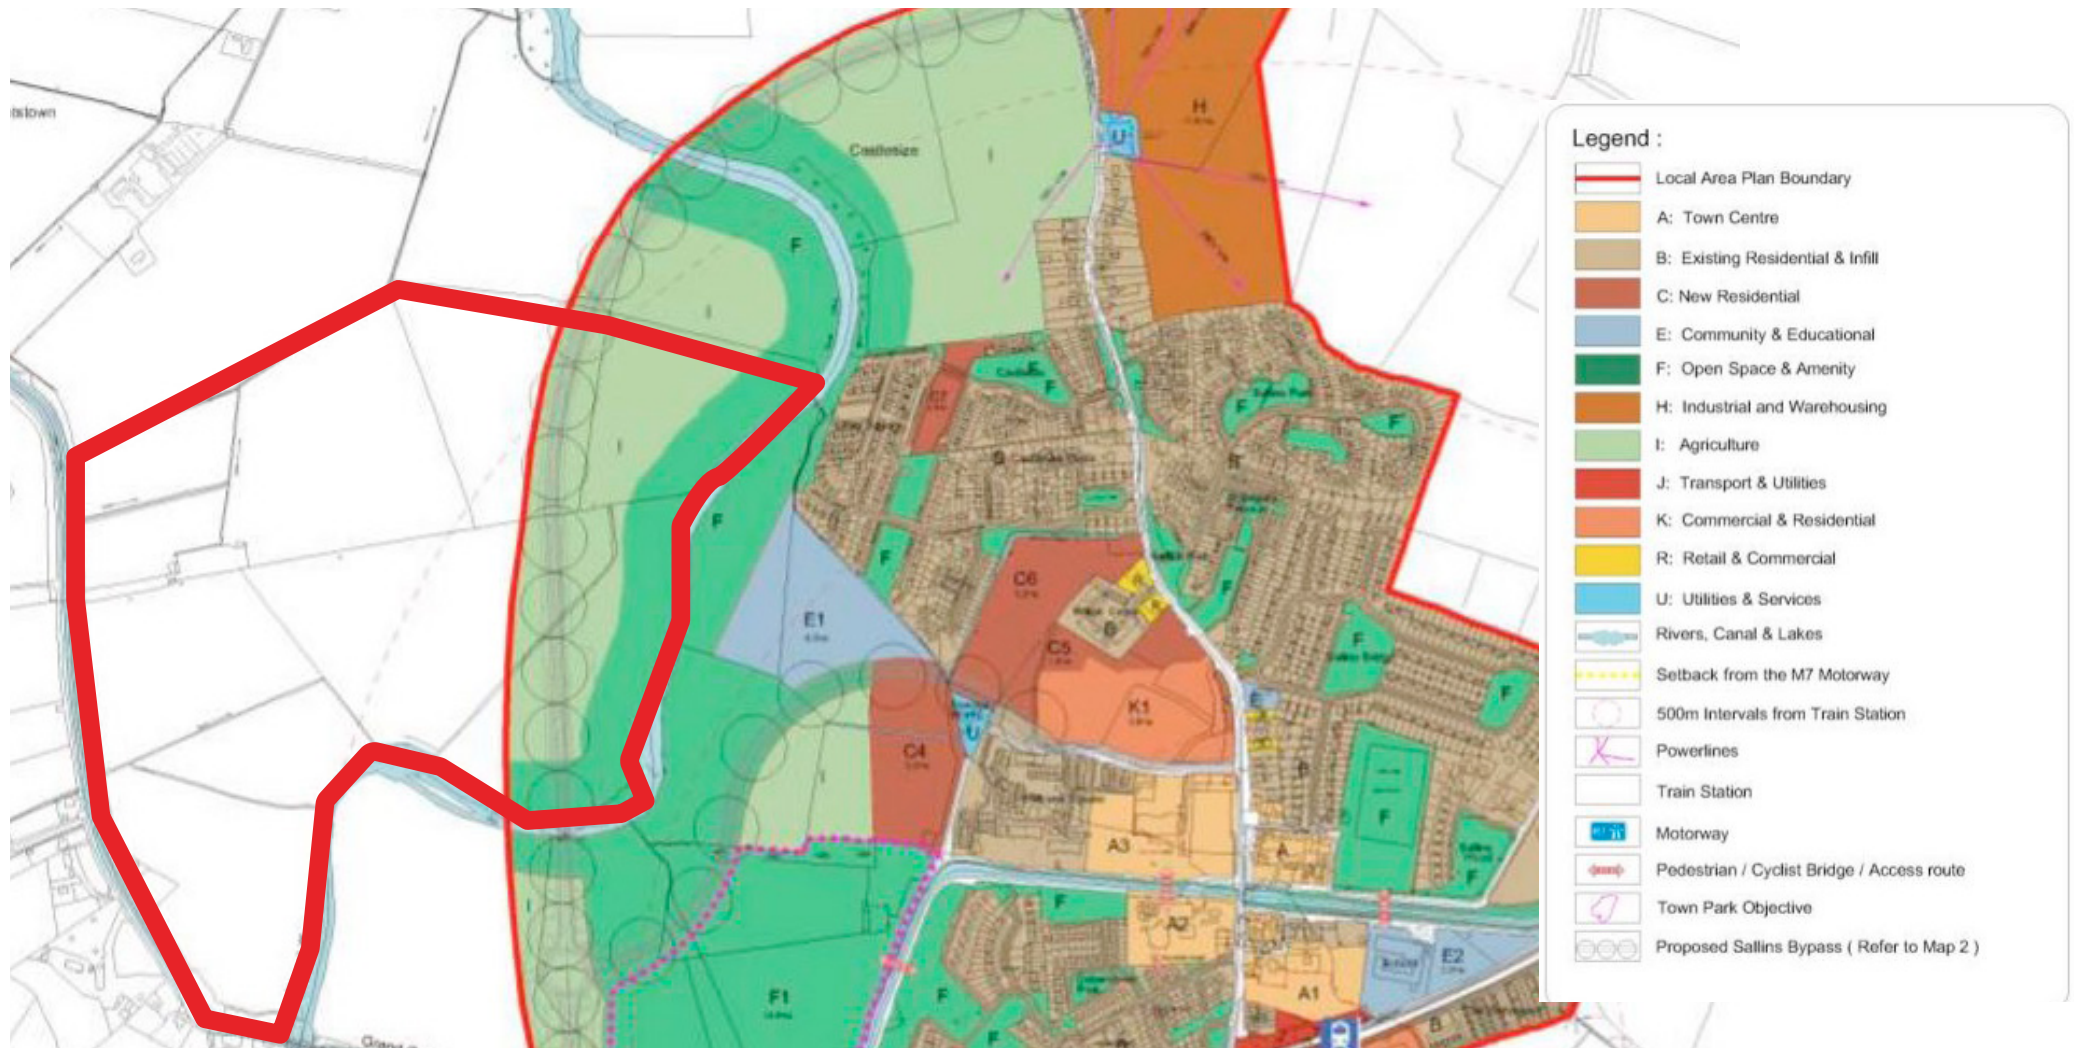 tstown
Castlesize
I
H
U
F
I
I
F
F
C7
F
F
F
F
B
B
F
F
E1
C6
R
R
B
C5
K1
U
C4
I
E
B
F
F
F
F
A3
A
A2
F
E2
A1
F1
F
F
I
B
B
Grand C
Legend :
Local Area Plan Boundary
A: Town Centre
B: Existing Residential & Infill
C: New Residential
E: Community & Educational
F: Open Space & Amenity
H: Industrial and Warehousing
I: Agriculture
J: Transport & Utilities
K: Commercial & Residential
R: Retail & Commercial
U: Utilities & Services
Rivers, Canal & Lakes
Setback from the M7 Motorway
500m Intervals from Train Station
Powerlines
Train Station
Motorway
Pedestrian / Cyclist Bridge / Access route
Town Park Objective
Proposed Sallins Bypass ( Refer to Map 2 )